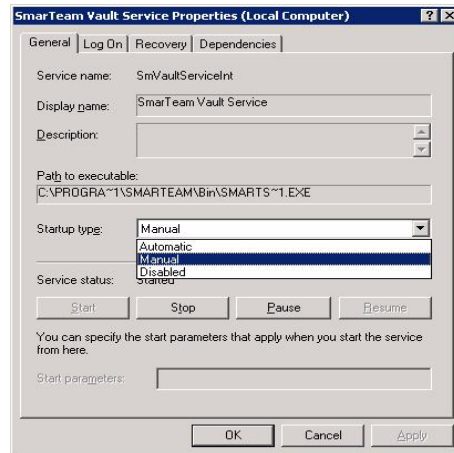 SmarTeam Vault Service Properties (Local Computer)
General Log On Recovery Dependencies
Service name: SmVaultServiceInt
Display name: SmarTeam Vault Service
Description:
Path to executable:
C:\PROGRA~1\SMARTEAM\Bin\SMARTS~1.EXE
Startup type: Manual
Automatic
Manual
Disabled
Service status: Started
Start Stop Pause Resume
You can specify the start parameters that apply when you start the service
from here.
Start parameters:
OK Cancel Apply